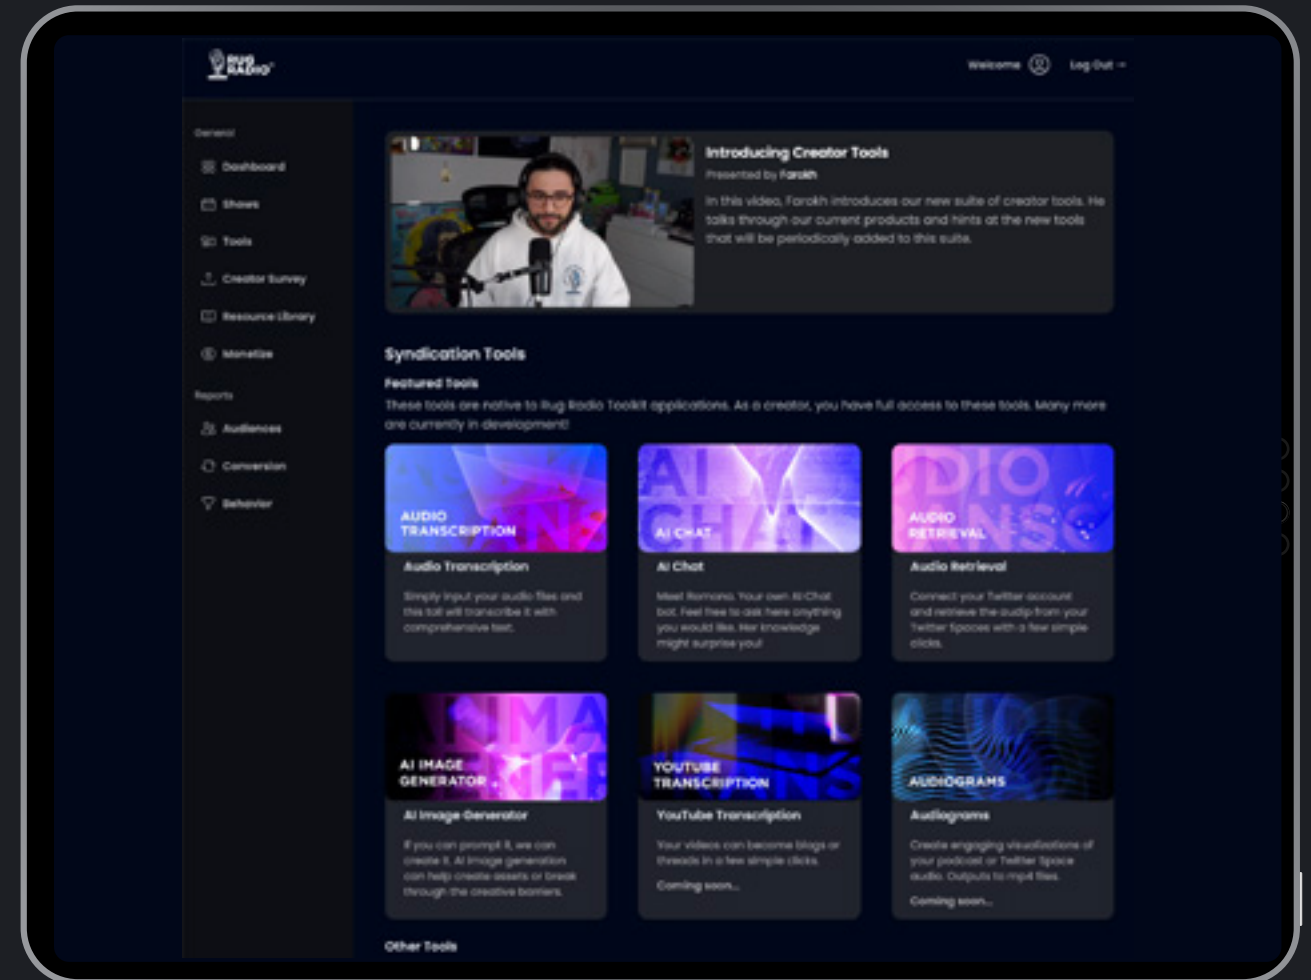 RUG
RADIO
Welcome
Log Out →
General
Dashboard
Shows
Tools
Creator Survey
Resource Library
Monetize
Reports
Audiences
Conversion
Behavior
Introducing Creator Tools
Presented by Farokh
In this video, Farokh introduces our new suite of creator tools. He
talks through our current products and hints at the new tools
that will be periodically added to this suite.
Syndication Tools
Featured Tools
These tools are native to Rug Radio Toolkit applications. As a creator, you have full access to these tools. Many more
are currently in development!
AUDIO
TRANSCRIPTION
Audio Transcription
Simply input your audio files and
this toll will transcribe it with
comprehensive text.
AI
CHAT
AI CHAT
AI Chat
Meet Romana. Your own AI Chat
bot. Feel free to ask here anything
you would like. Her knowledge
might surprise you!
DIO
ANSC
AUDIO
RETRIEVAL
Audio Retrieval
Connect your Twitter account
and retrieve the audip from your
Twitter Spaces with a few simple
clicks.
AI IMAGE
GENERATOR
AI Image Generator
If you can prompt it, we can
create it. AI image generation
can help create assets or break
through the creative barriers.
YOUTUBE
TRANSCRIPTION
YouTube Transcription
Your videos can become blogs or
threads in a few simple clicks.
Coming soon...
AUDIOGRAMS
Audiograms
Create engaging visualizations of
your podcast or Twitter Space
audio. Outputs to mp4 files.
Coming soon...
Other Tools